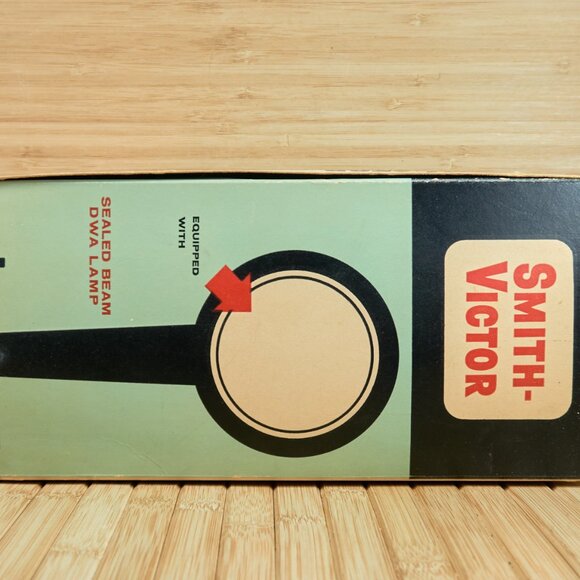 SMITH-
VICTOR
EQUIPPED
WITH
SEALED BEAM
DWA LAMP